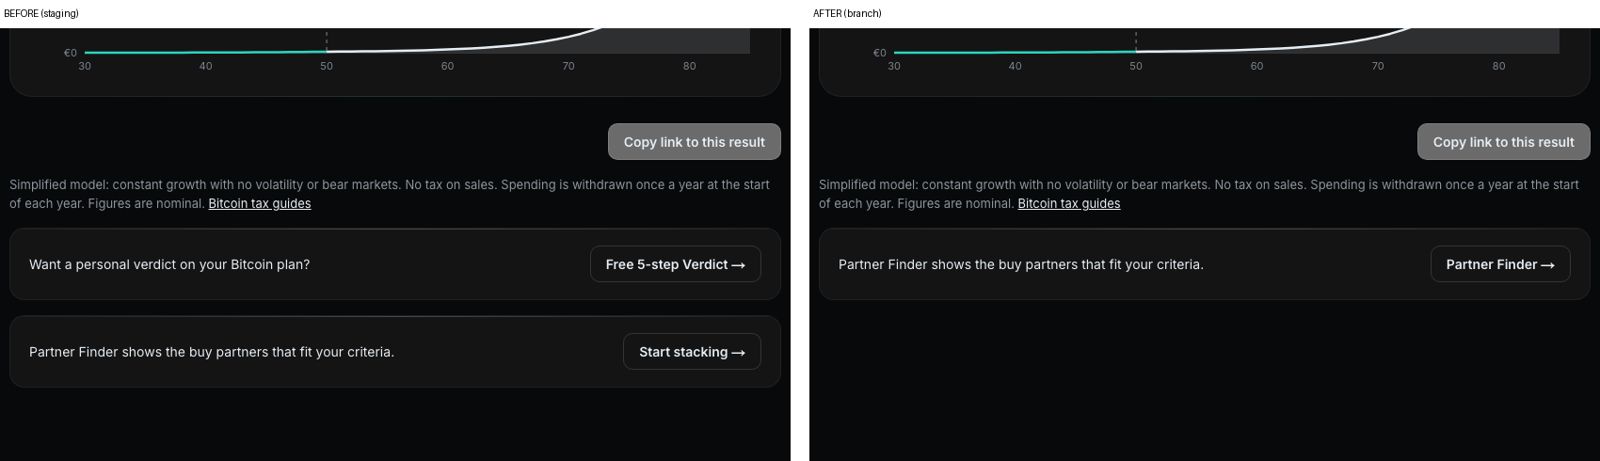 BEFORE (staging)
€0
30 40 50 60 70 80
Copy link to this result
Simplified model: constant growth with no volatility or bear markets. No tax on sales. Spending is withdrawn once a year at the start
of each year. Figures are nominal. Bitcoin tax guides
Want a personal verdict on your Bitcoin plan?
Free 5-step Verdict →
Partner Finder shows the buy partners that fit your criteria.
Start stacking →
AFTER (branch)
€0
30 40 50 60 70 80
Copy link to this result
Simplified model: constant growth with no volatility or bear markets. No tax on sales. Spending is withdrawn once a year at the start
of each year. Figures are nominal. Bitcoin tax guides
Partner Finder shows the buy partners that fit your criteria.
Partner Finder →